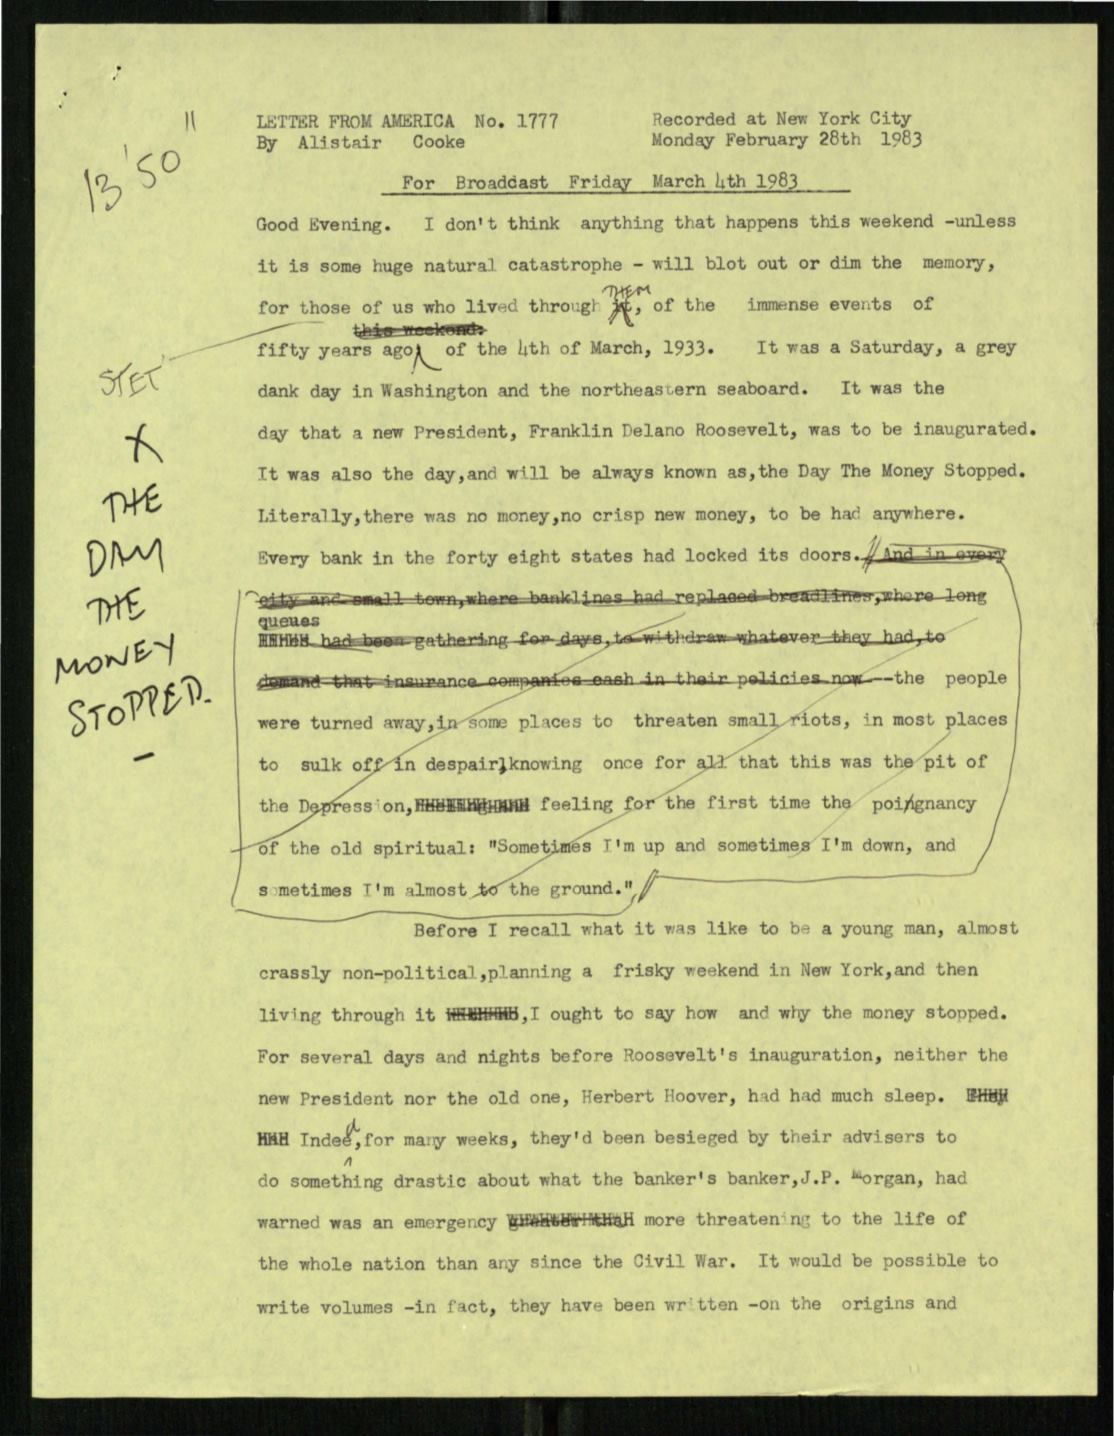 LETTER FROM AMERICA No. 1777 Recorded at New York City
11
By Alistair Cooke Monday February 28th 1983
13'50
For Broadcast Friday March 4th 1983
Good Evening. I don't think anything that happens this weekend -unless
it is some huge natural catastrophe - will blot out or dim the memory,
THEM
for those of us who lived through it, of the immense events of
this weekend:
fifty years ago, of the 4th of March, 1933. It was a Saturday, a grey
STET
dank day in Washington and the northeastern seaboard. It was the
day that a new President, Franklin Delano Roosevelt, was to be inaugurated.
X
It was also the day,and will be always known as,the Day The Money Stopped.
THE
Literally,there was no money,no crisp new money, to be had anywhere.
DAY
Every bank in the forty eight states had locked its doors. And in every
THE
city and small town,where banklines had replaced breadlines,where long
queues
had been gathering for days,to withdraw whatever they had,to
MONEY
demand that insurance companies cash in their policies now --the people
STOPPED.
were turned away,in some places to threaten small riots, in most places
to sulk off in despair,knowing once for all that this was the pit of
the Depression, feeling for the first time the poingnancy
of the old spiritual: "Sometimes I'm up and sometimes I'm down, and
sometimes I'm almost to the ground."
Before I recall what it was like to be a young man, almost
crassly non-political,planning a frisky weekend in New York,and then
living through it ,I ought to say how and why the money stopped.
For several days and nights before Roosevelt's inauguration, neither the
new President nor the old one, Herbert Hoover, had had much sleep. They
Indeed,for many weeks, they'd been besieged by their advisers to
do something drastic about what the banker's banker,J.P. Morgan, had
warned was an emergency greater than more threatening to the life of
the whole nation than any since the Civil War. It would be possible to
write volumes -in fact, they have been written -on the origins and